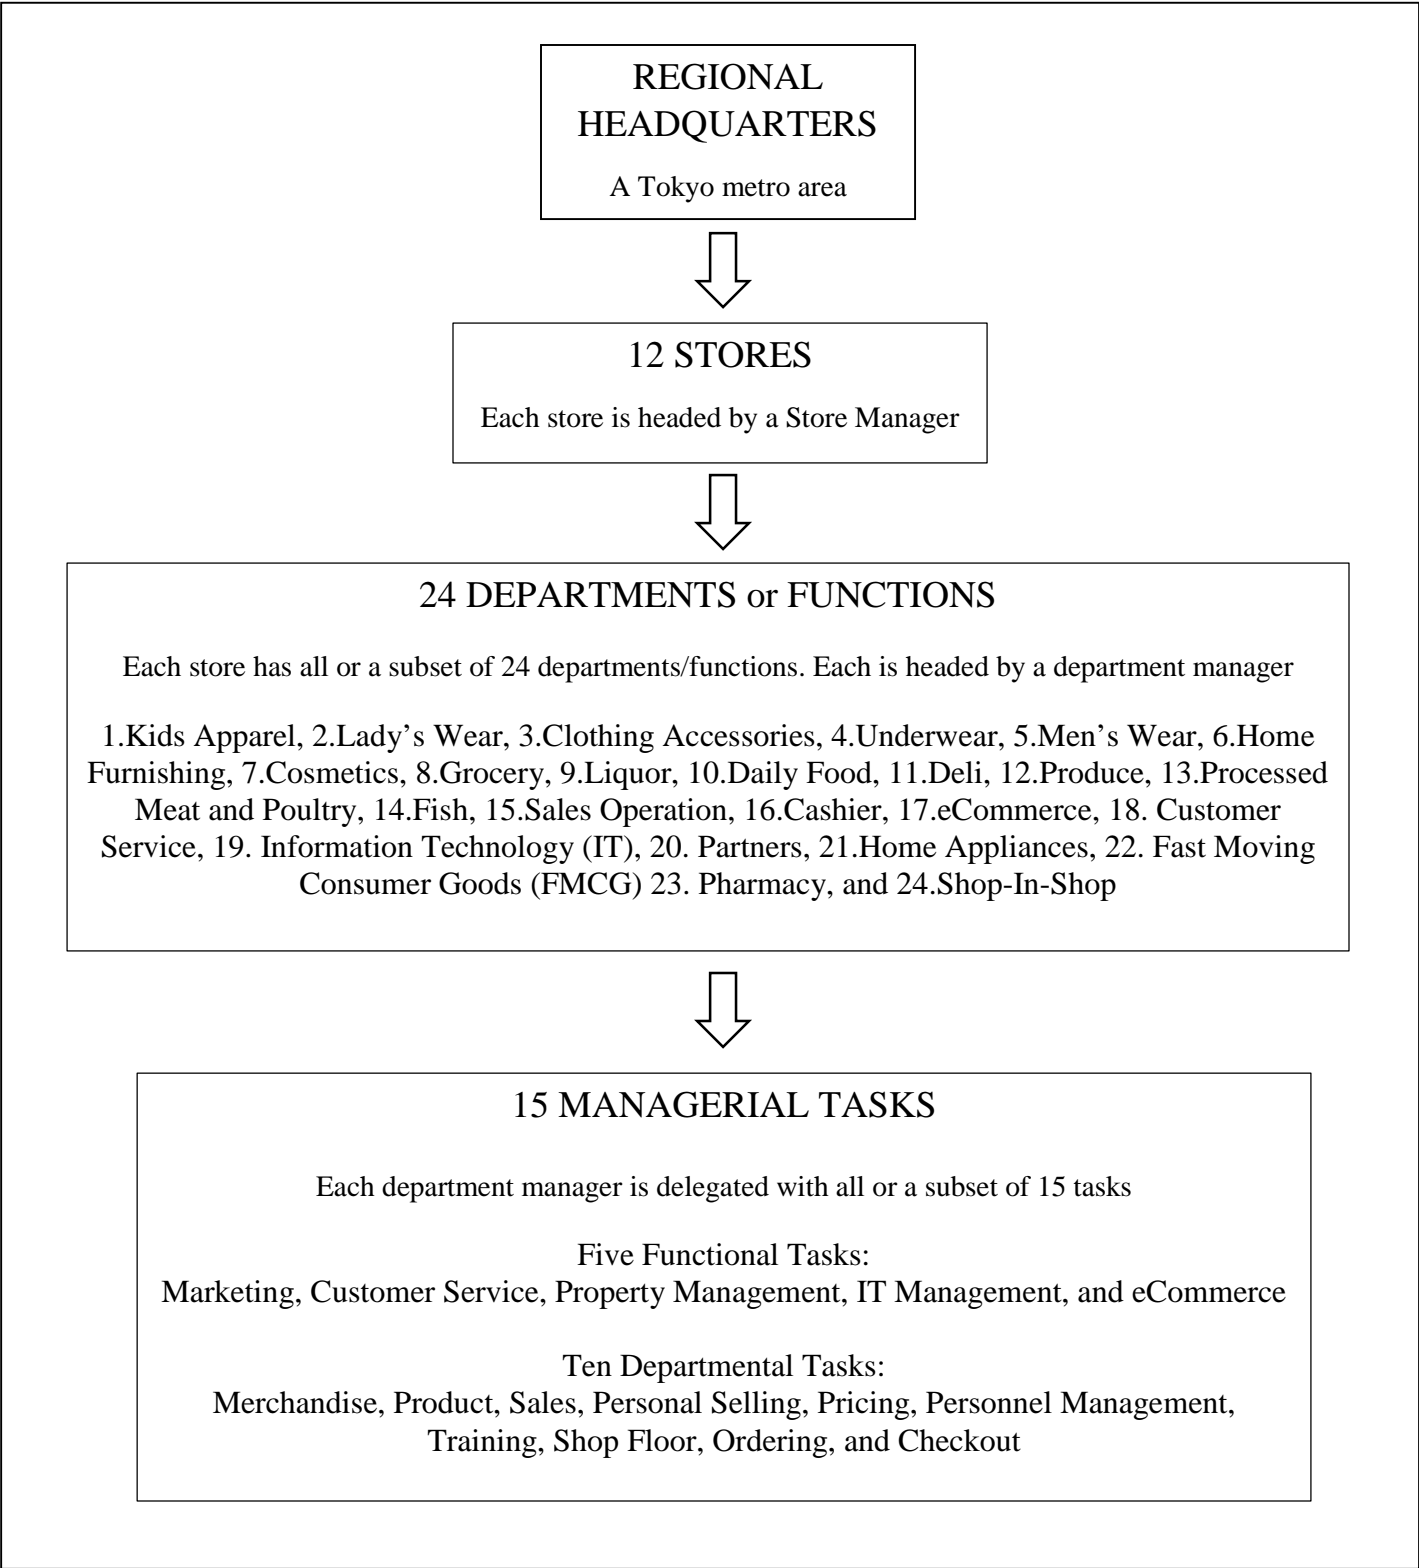 REGIONAL
HEADQUARTERS
A Tokyo metro area
12 STORES
Each store is headed by a Store Manager
24 DEPARTMENTS or FUNCTIONS
Each store has all or a subset of 24 departments/functions. Each is headed by a department manager
1.Kids Apparel, 2.Lady’s Wear, 3.Clothing Accessories, 4.Underwear, 5.Men’s Wear, 6.Home
Furnishing, 7.Cosmetics, 8.Grocery, 9.Liquor, 10.Daily Food, 11.Deli, 12.Produce, 13.Processed
Meat and Poultry, 14.Fish, 15.Sales Operation, 16.Cashier, 17.eCommerce, 18. Customer
Service, 19. Information Technology (IT), 20. Partners, 21.Home Appliances, 22. Fast Moving
Consumer Goods (FMCG) 23. Pharmacy, and 24.Shop-In-Shop
15 MANAGERIAL TASKS
Each department manager is delegated with all or a subset of 15 tasks
Five Functional Tasks:
Marketing, Customer Service, Property Management, IT Management, and eCommerce
Ten Departmental Tasks:
Merchandise, Product, Sales, Personal Selling, Pricing, Personnel Management,
Training, Shop Floor, Ordering, and Checkout